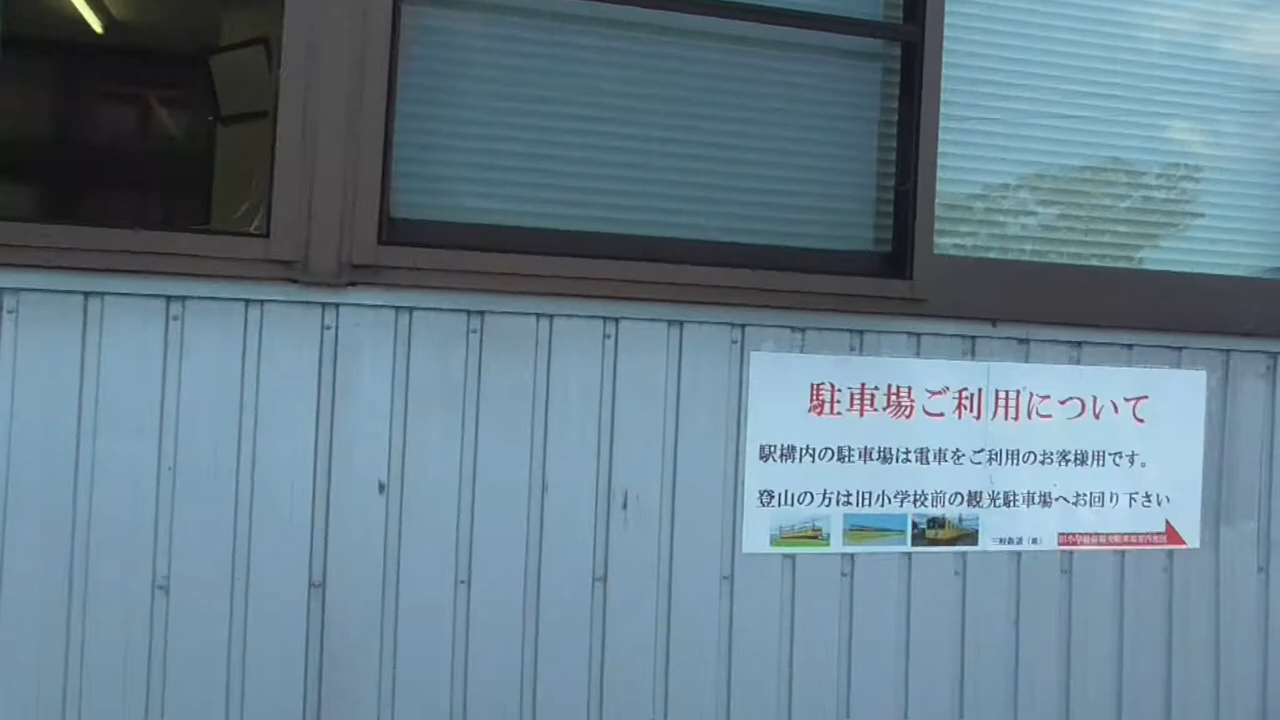 駐車場ご利用について
駅構内の駐車場は電車をご利用のお客様用です。
登山の方は旧小学校前の観光駐車場へお回り下さい
三岐鉄道（株）